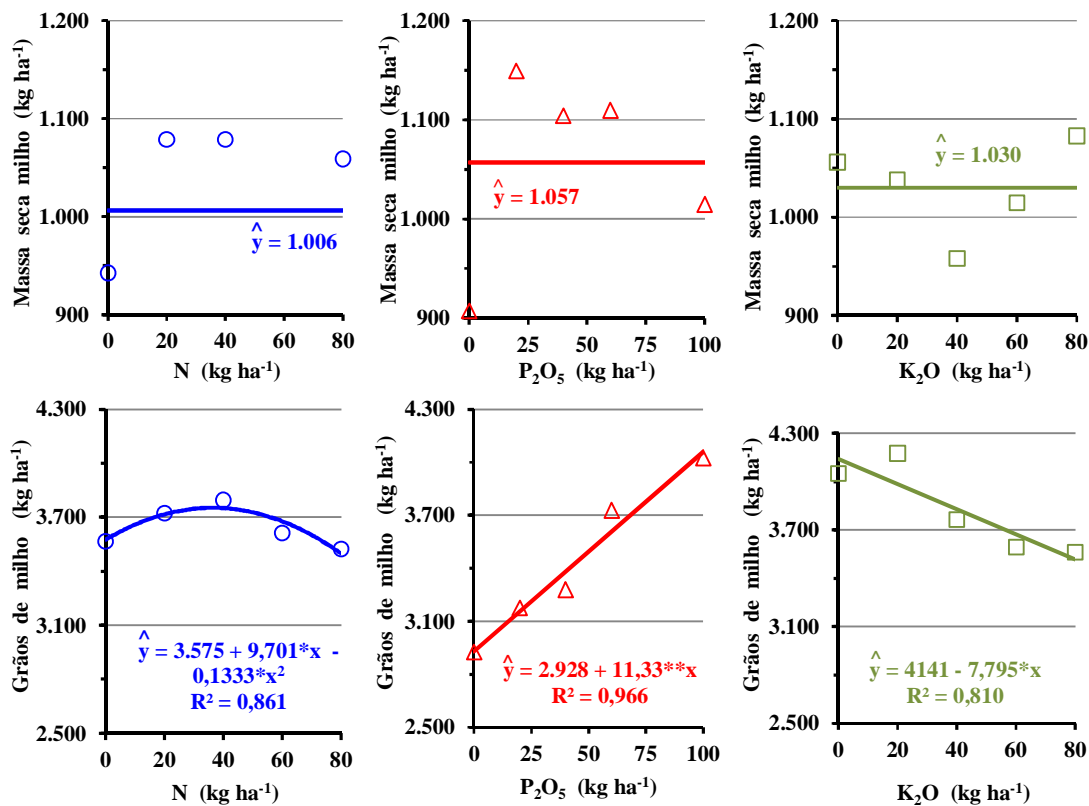 Massa seca milho (kg ha⁻¹)
1.200
1.100
1.000
900
ŷ = 1.006
0 20 40 60 80
N (kg ha⁻¹)
Massa seca milho (kg ha⁻¹)
1.200
1.100
1.000
900
ŷ = 1.057
0 25 50 75 100
P₂O₅ (kg ha⁻¹)
Massa seca milho (kg ha⁻¹)
1.200
1.100
1.000
900
ŷ = 1.030
0 20 40 60 80
K₂O (kg ha⁻¹)
Grãos de milho (kg ha⁻¹)
4.300
3.700
3.100
2.500
ŷ = 3.575 + 9,701*x -
0,1333*x²
R² = 0,861
0 20 40 60 80
N (kg ha⁻¹)
Grãos de milho (kg ha⁻¹)
4.300
3.700
3.100
2.500
ŷ = 2.928 + 11,33**x
R² = 0,966
0 25 50 75 100
P₂O₅ (kg ha⁻¹)
Grãos de milho (kg ha⁻¹)
4.300
3.700
3.100
2.500
ŷ = 4141 - 7,795*x
R² = 0,810
0 20 40 60 80
K₂O (kg ha⁻¹)